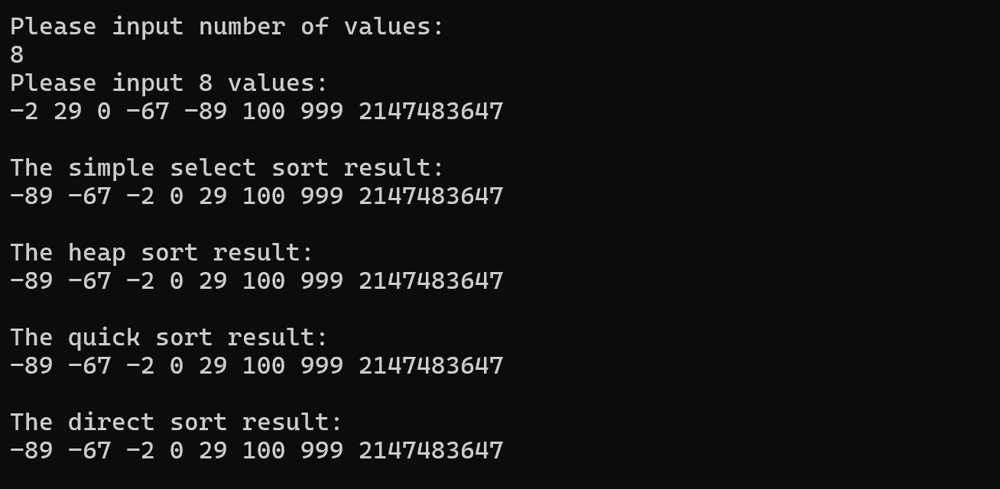 Please input number of values:
8
Please input 8 values:
-2 29 0 -67 -89 100 999 2147483647
The simple select sort result:
-89 -67 -2 0 29 100 999 2147483647
The heap sort result:
-89 -67 -2 0 29 100 999 2147483647
The quick sort result:
-89 -67 -2 0 29 100 999 2147483647
The direct sort result:
-89 -67 -2 0 29 100 999 2147483647